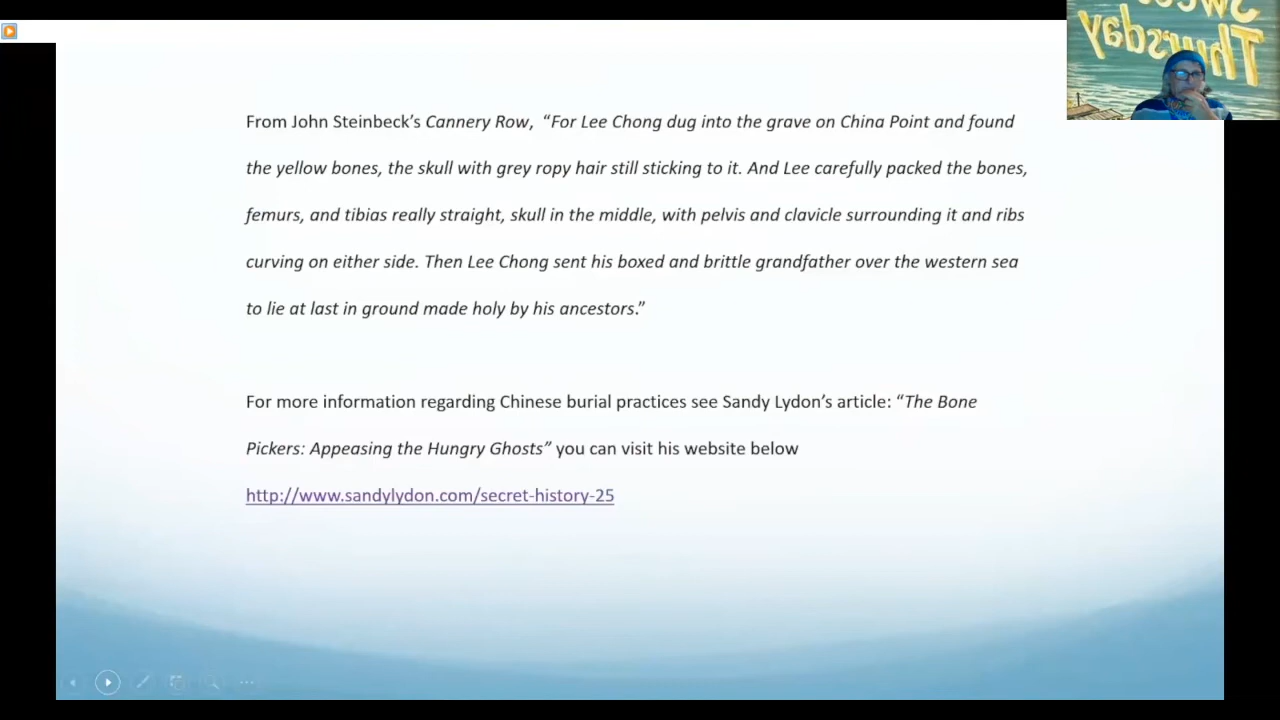 Sweet
Thursday
From John Steinbeck’s Cannery Row, “For Lee Chong dug into the grave on China Point and found
the yellow bones, the skull with grey ropy hair still sticking to it. And Lee carefully packed the bones,
femurs, and tibias really straight, skull in the middle, with pelvis and clavicle surrounding it and ribs
curving on either side. Then Lee Chong sent his boxed and brittle grandfather over the western sea
to lie at last in ground made holy by his ancestors.”
For more information regarding Chinese burial practices see Sandy Lydon’s article: “The Bone
Pickers: Appeasing the Hungry Ghosts” you can visit his website below
http://www.sandylydon.com/secret-history-25